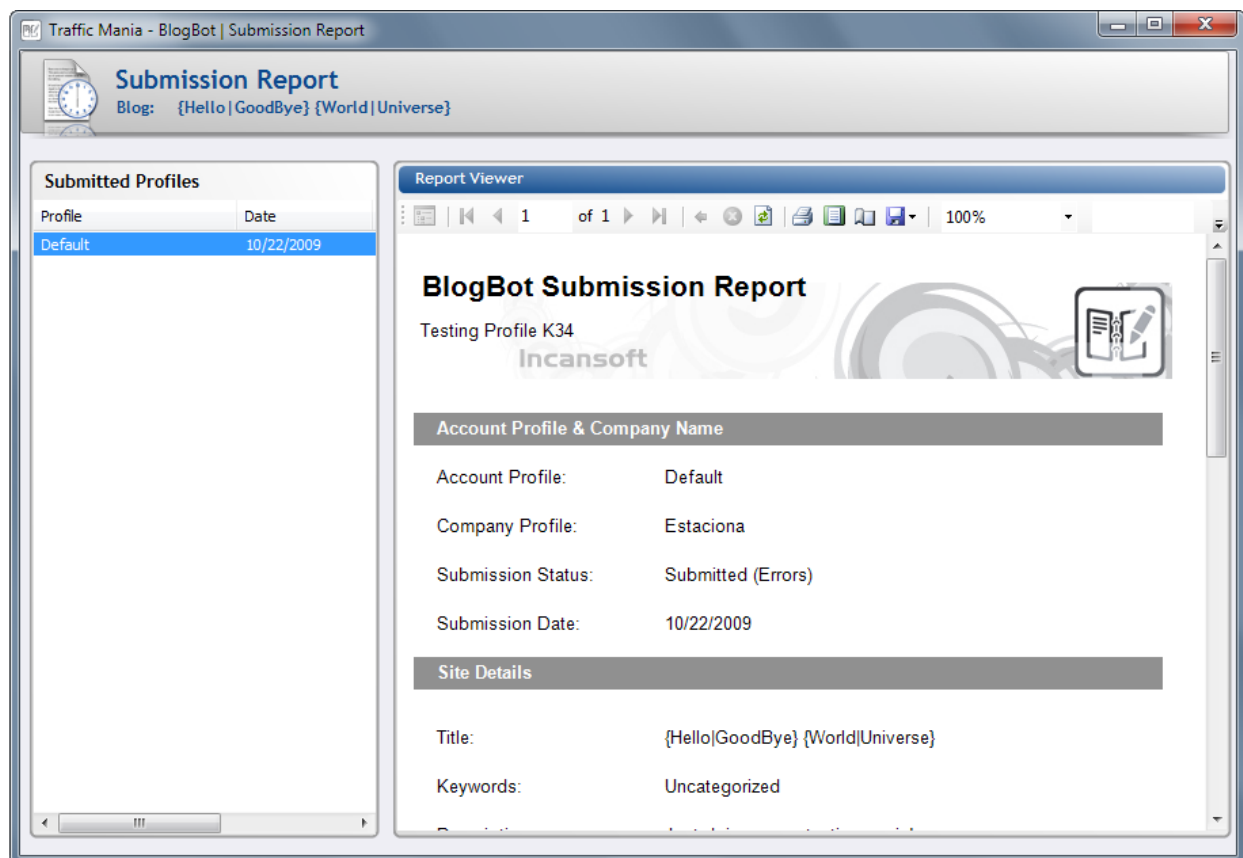 Traffic Mania - BlogBot | Submission Report
Submission Report
Blog: {Hello|GoodBye} {World|Universe}
Submitted Profiles
Profile Date
Default 10/22/2009
Report Viewer
1 of 1 100%
BlogBot Submission Report
Testing Profile K34
Incansoft
Account Profile & Company Name
Account Profile: Default
Company Profile: Estaciona
Submission Status: Submitted (Errors)
Submission Date: 10/22/2009
Site Details
Title: {Hello|GoodBye} {World|Universe}
Keywords: Uncategorized